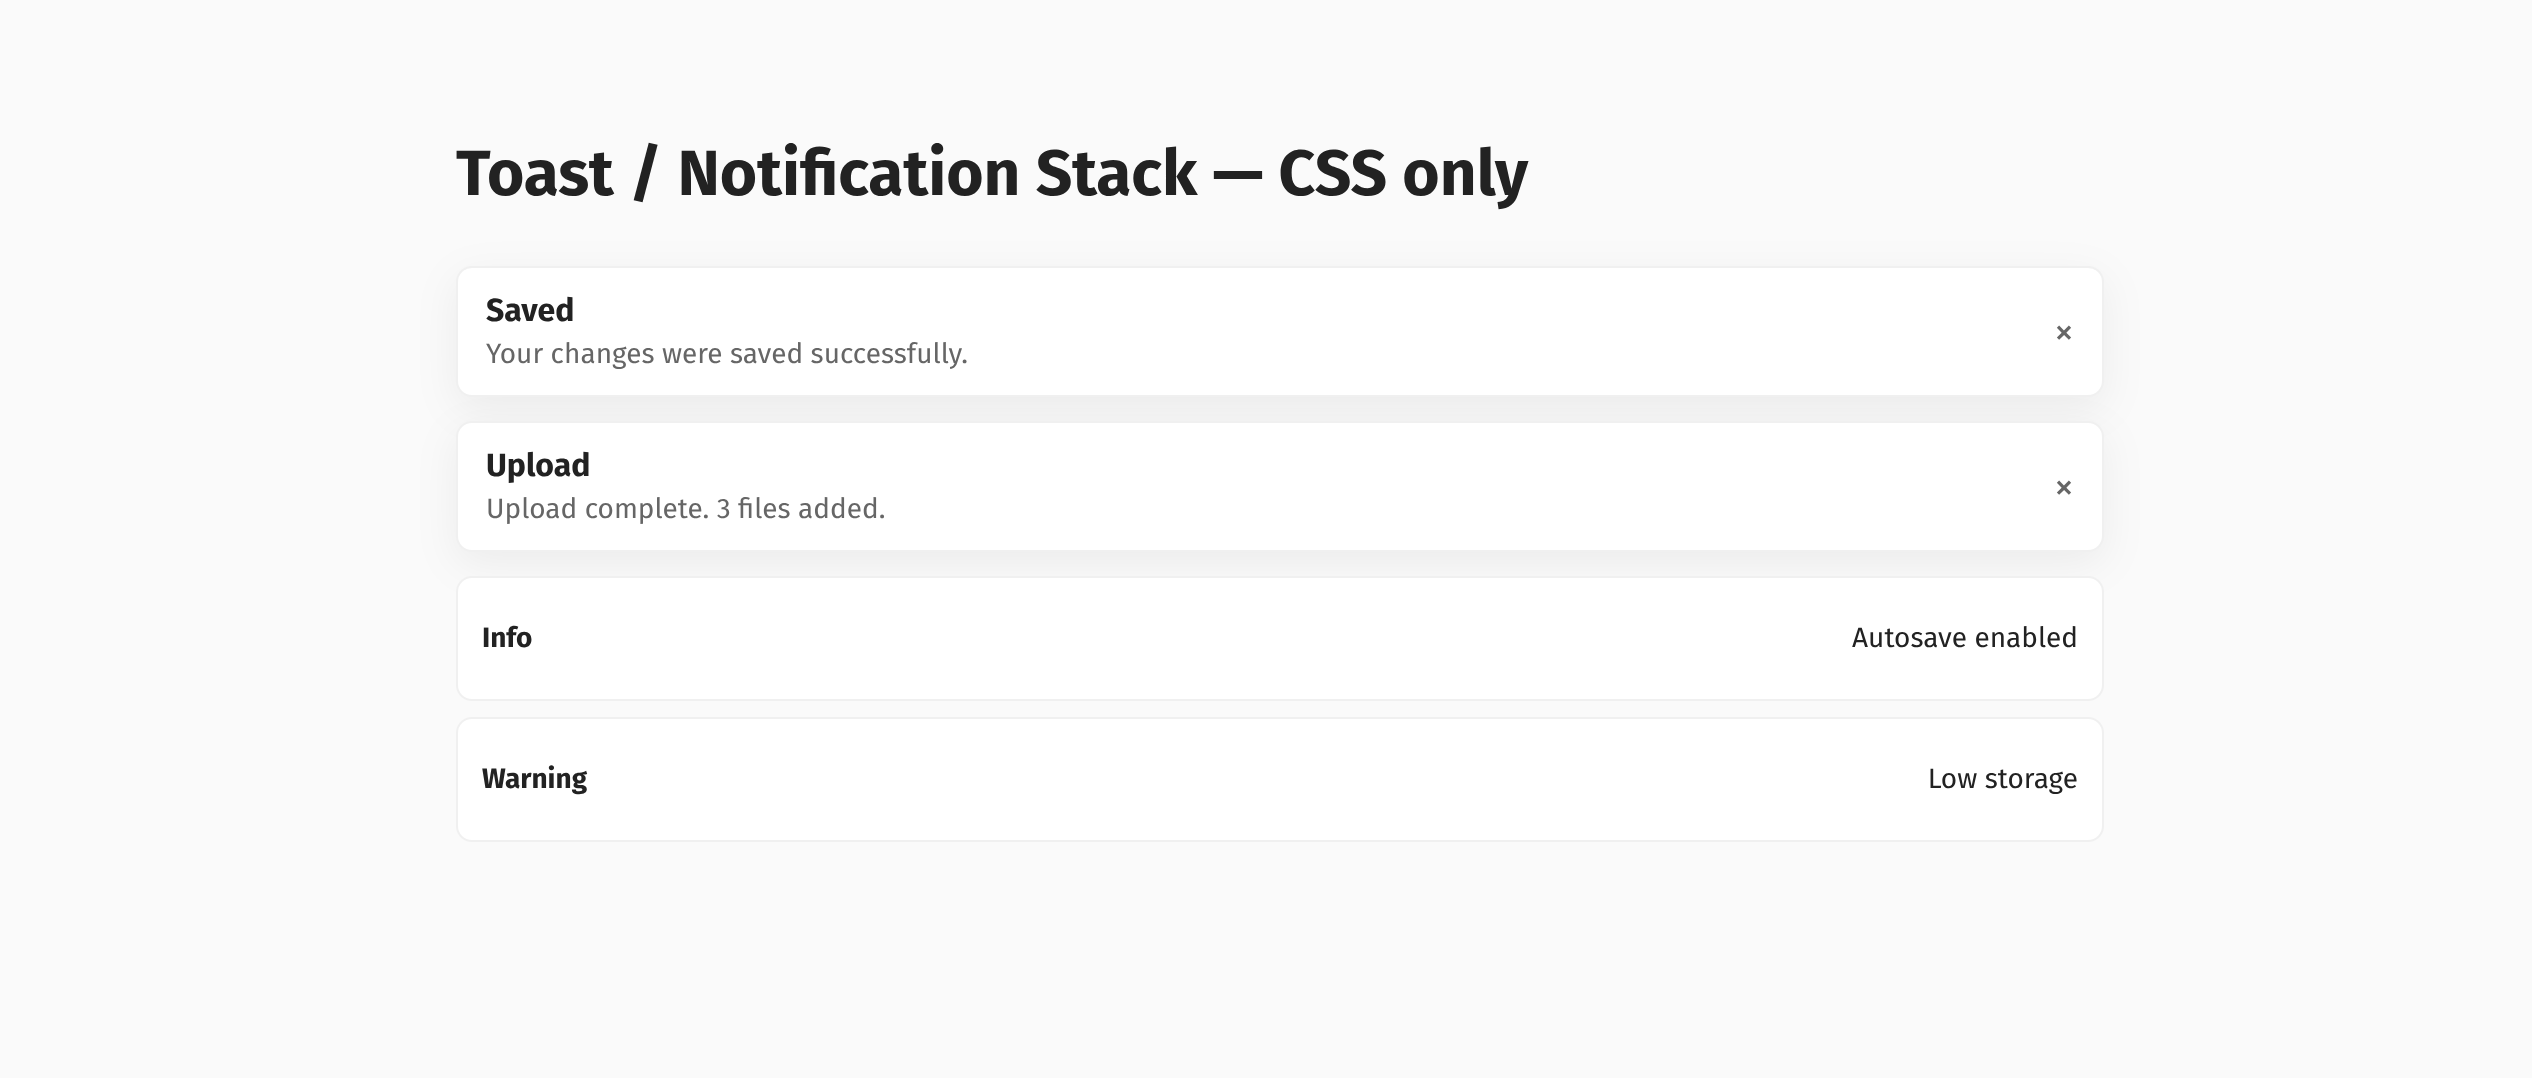 Toast / Notification Stack — CSS only
Saved
Your changes were saved successfully.
×
Upload
Upload complete. 3 files added.
×
Info
Autosave enabled
Warning
Low storage